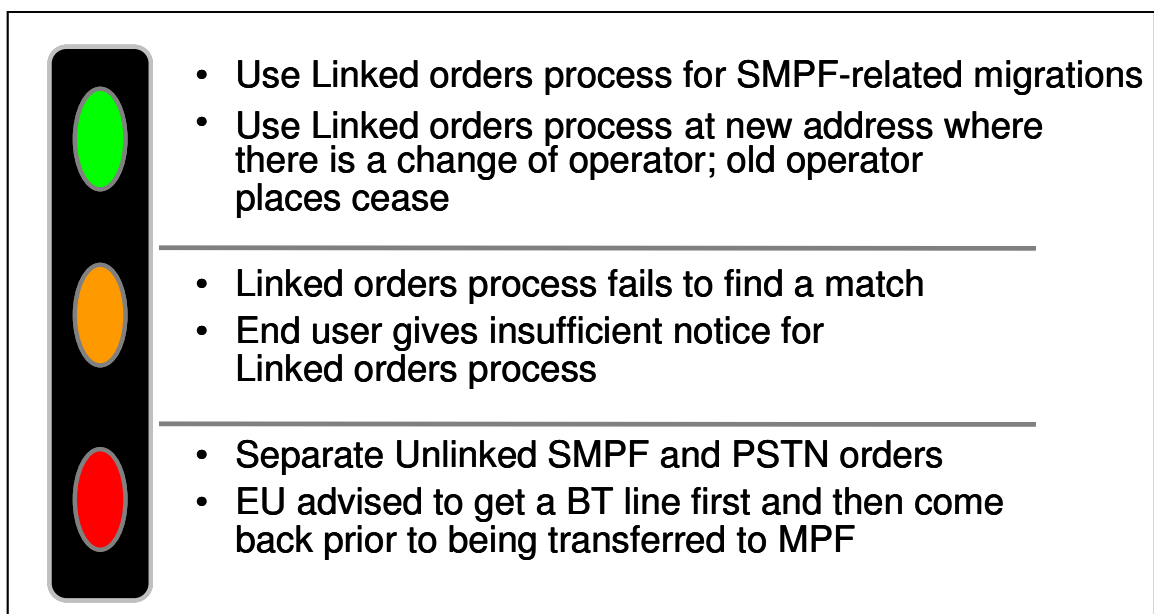 • Use Linked orders process for SMPF-related migrations
• Use Linked orders process at new address where
there is a change of operator; old operator
places cease
• Linked orders process fails to find a match
• End user gives insufficient notice for
Linked orders process
• Separate Unlinked SMPF and PSTN orders
• EU advised to get a BT line first and then come
back prior to being transferred to MPF